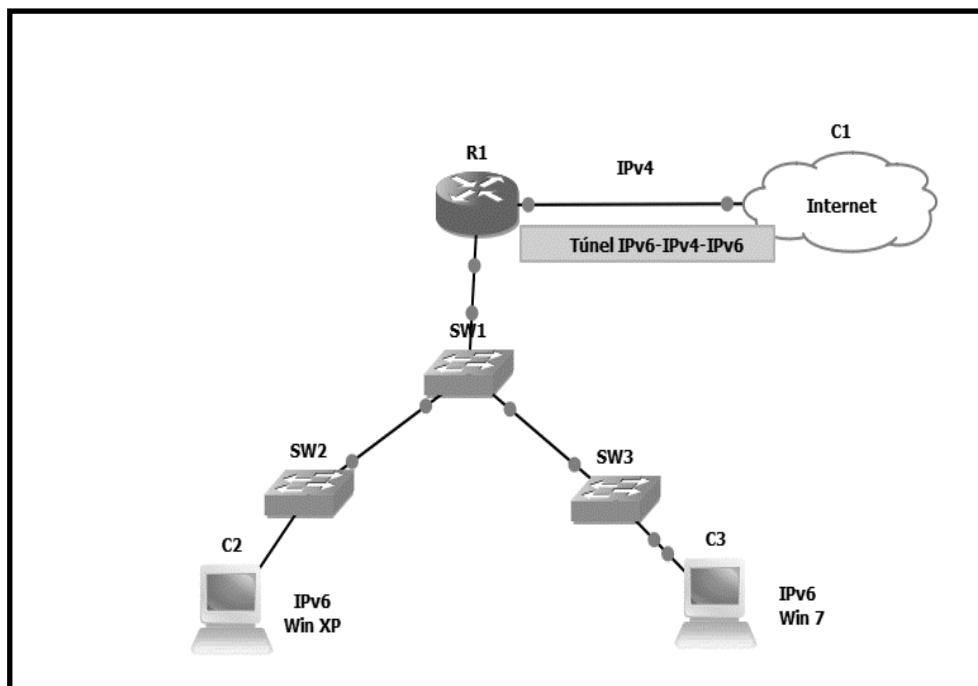 C1
R1
IPv4
Internet
Túnel IPv6-IPv4-IPv6
SW1
SW2
SW3
C2
C3
IPv6
Win XP
IPv6
Win 7